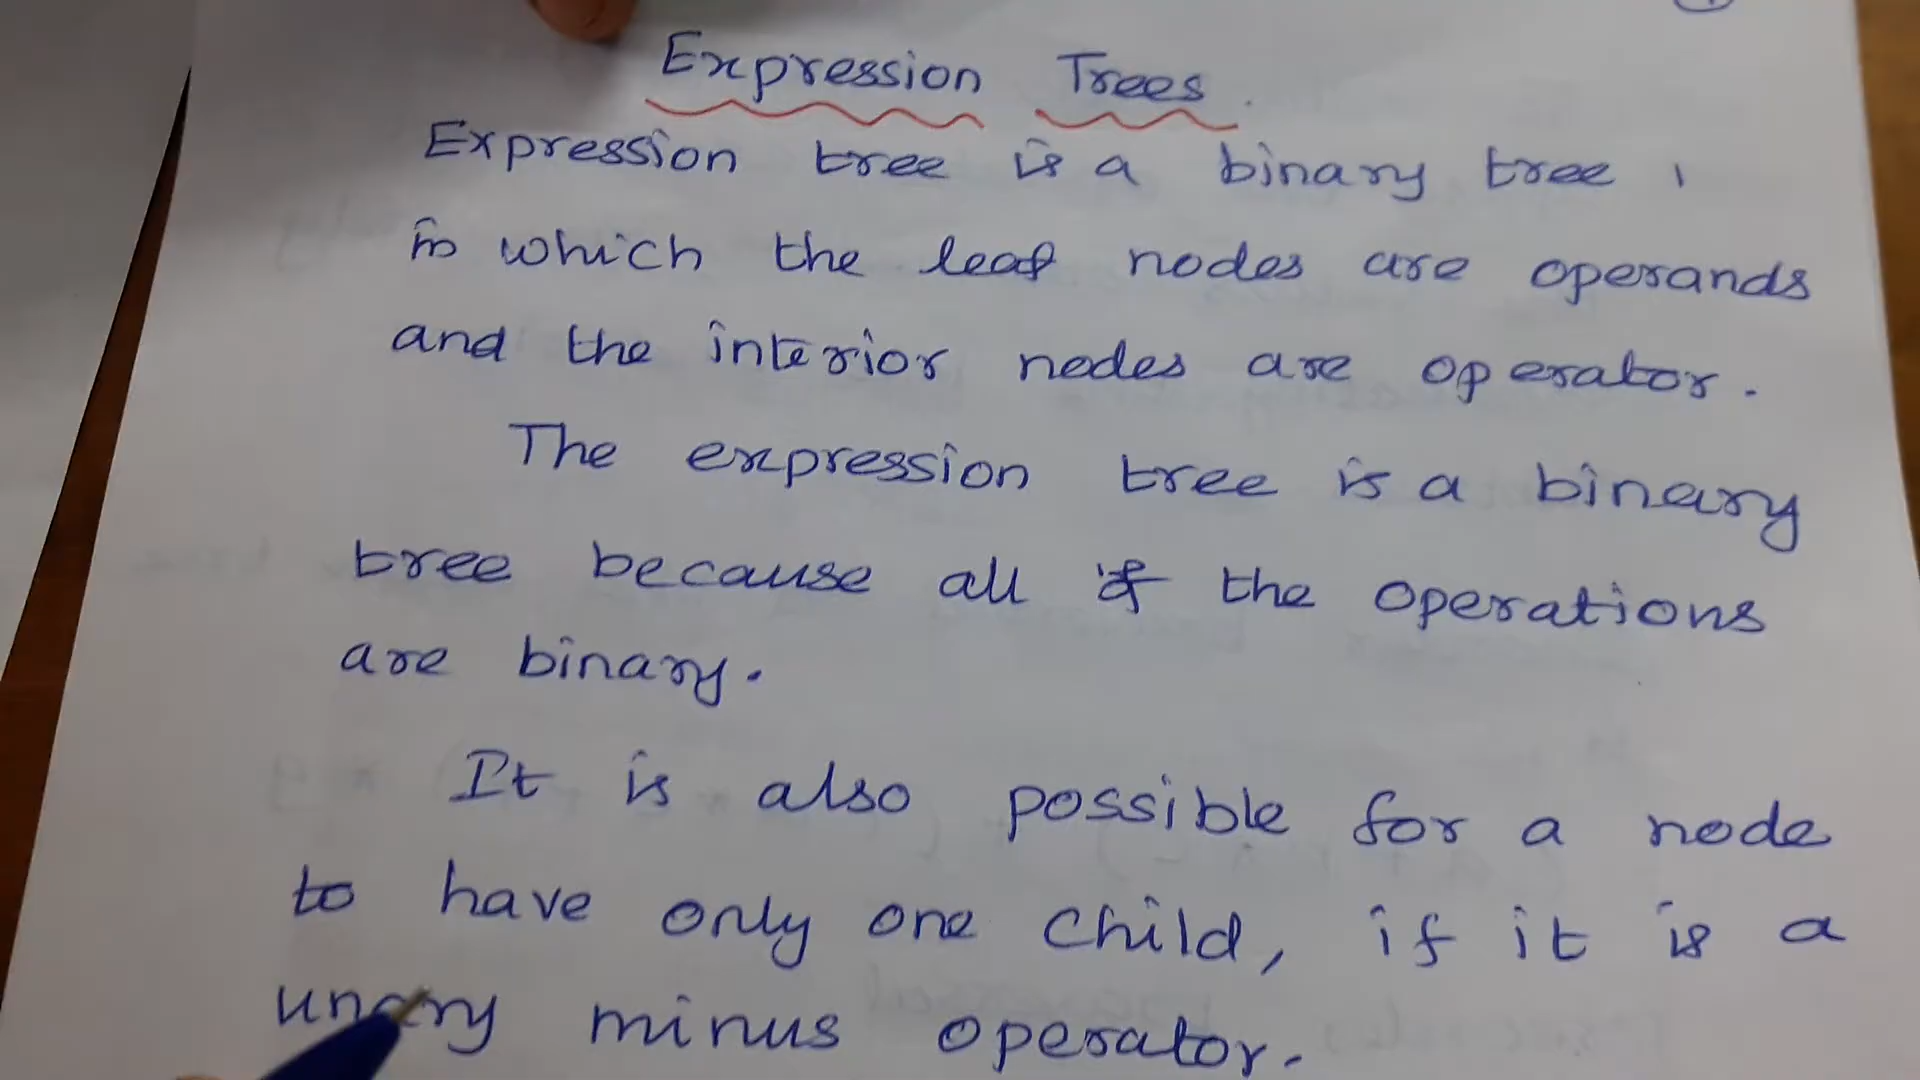 Expression Trees.
Expression tree is a binary tree,
in which the leaf nodes are operands
and the interior nodes are operator.
The expression tree is a binary
tree because all of the operations
are binary.
It is also possible for a node
to have only one child, if it is a
unary minus operator.